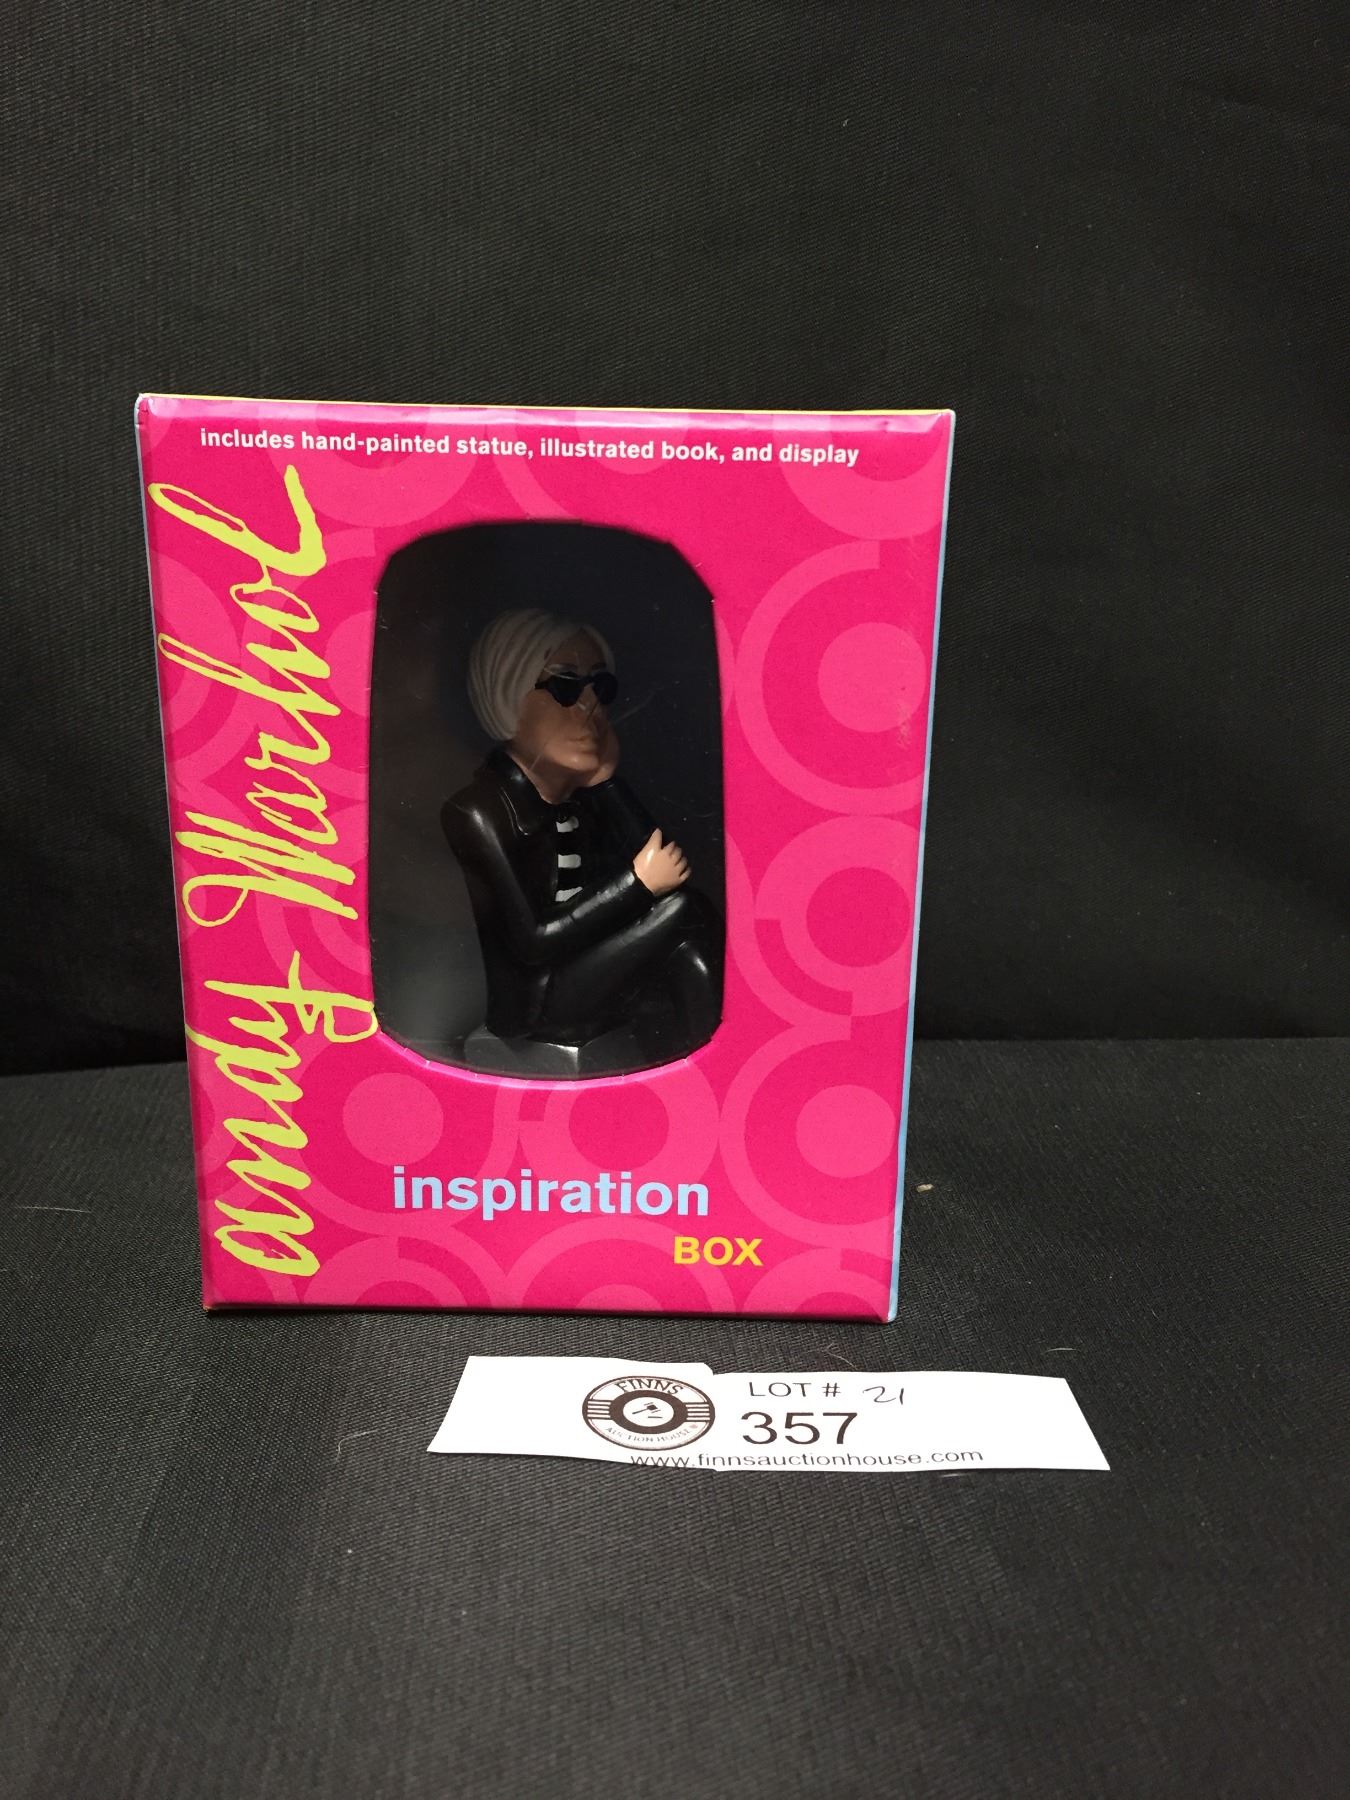 includes hand-painted statue, illustrated book, and display
andy Warhol
inspiration
BOX
FINNS
AUCTION HOUSE
LOT # 21
357
www.finnsauctionhouse.com